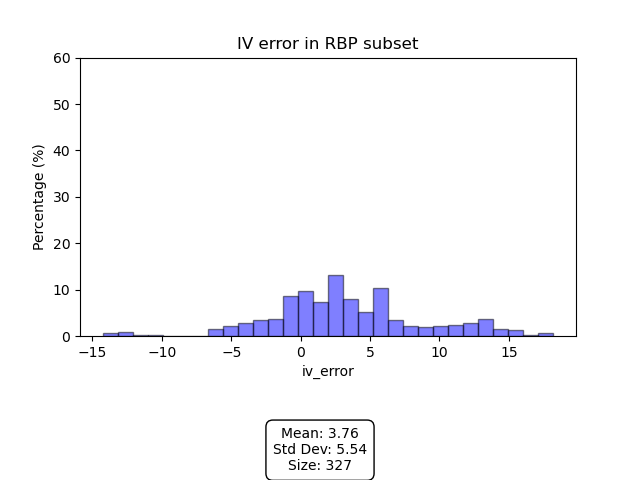 IV error in RBP subset
60
50
40
30
20
10
0
Percentage (%)
−15 −10 −5 0 5 10 15
iv_error
Mean: 3.76
Std Dev: 5.54
Size: 327